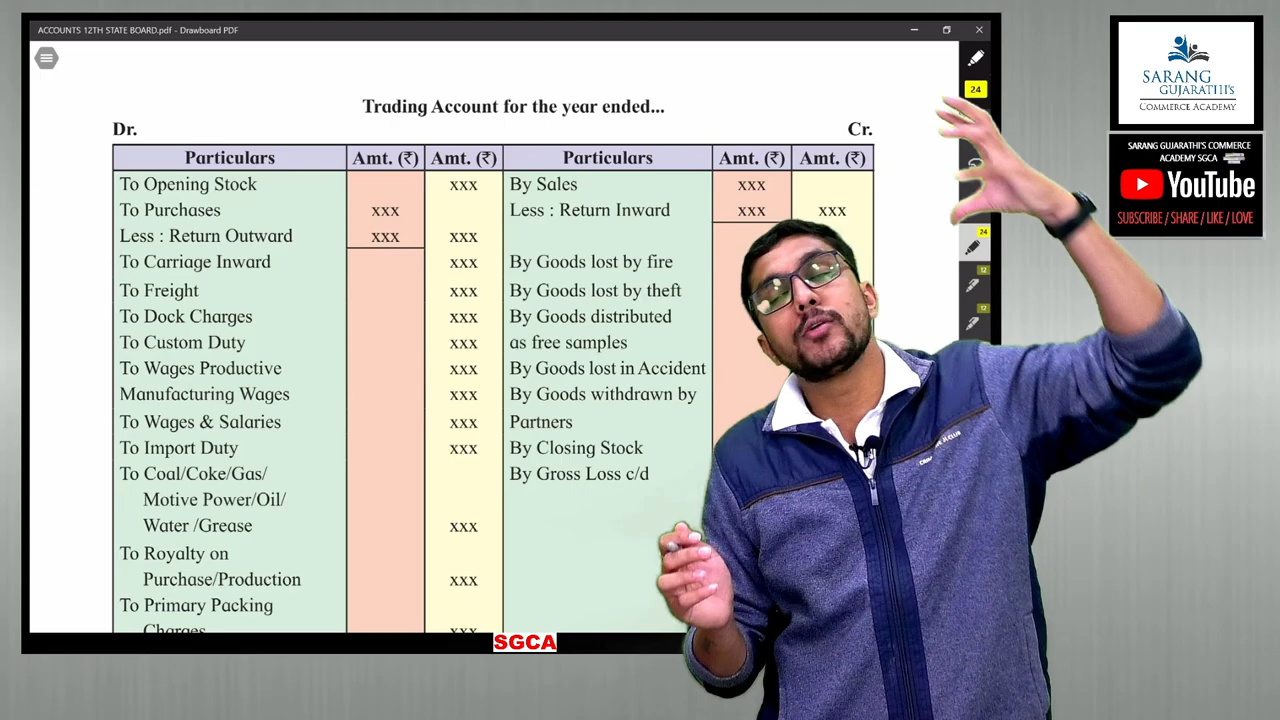 ACCOUNTS 12TH STATE BOARD.pdf - Drawboard PDF
Trading Account for the year ended...
Dr. Cr.
Particulars Amt. (₹) Amt. (₹) Particulars Amt. (₹) Amt. (₹)
To Opening Stock xxx By Sales xxx
To Purchases xxx Less : Return Inward xxx xxx
Less : Return Outward xxx xxx
To Carriage Inward xxx By Goods lost by fire
To Freight xxx By Goods lost by theft
To Dock Charges xxx By Goods distributed
To Custom Duty xxx as free samples
To Wages Productive xxx By Goods lost in Accident
Manufacturing Wages xxx By Goods withdrawn by
To Wages & Salaries xxx Partners
To Import Duty xxx By Closing Stock
To Coal/Coke/Gas/ By Gross Loss c/d
Motive Power/Oil/
Water /Grease xxx
To Royalty on
Purchase/Production xxx
To Primary Packing
Charges xxx
SGCA
24
24
12
12
SARANG
GUJARATHI'S
COMMERCE ACADEMY
SARANG GUJARATHI'S COMMERCE
ACADEMY SGCA
YouTube
SUBSCRIBE / SHARE / LIKE / LOVE